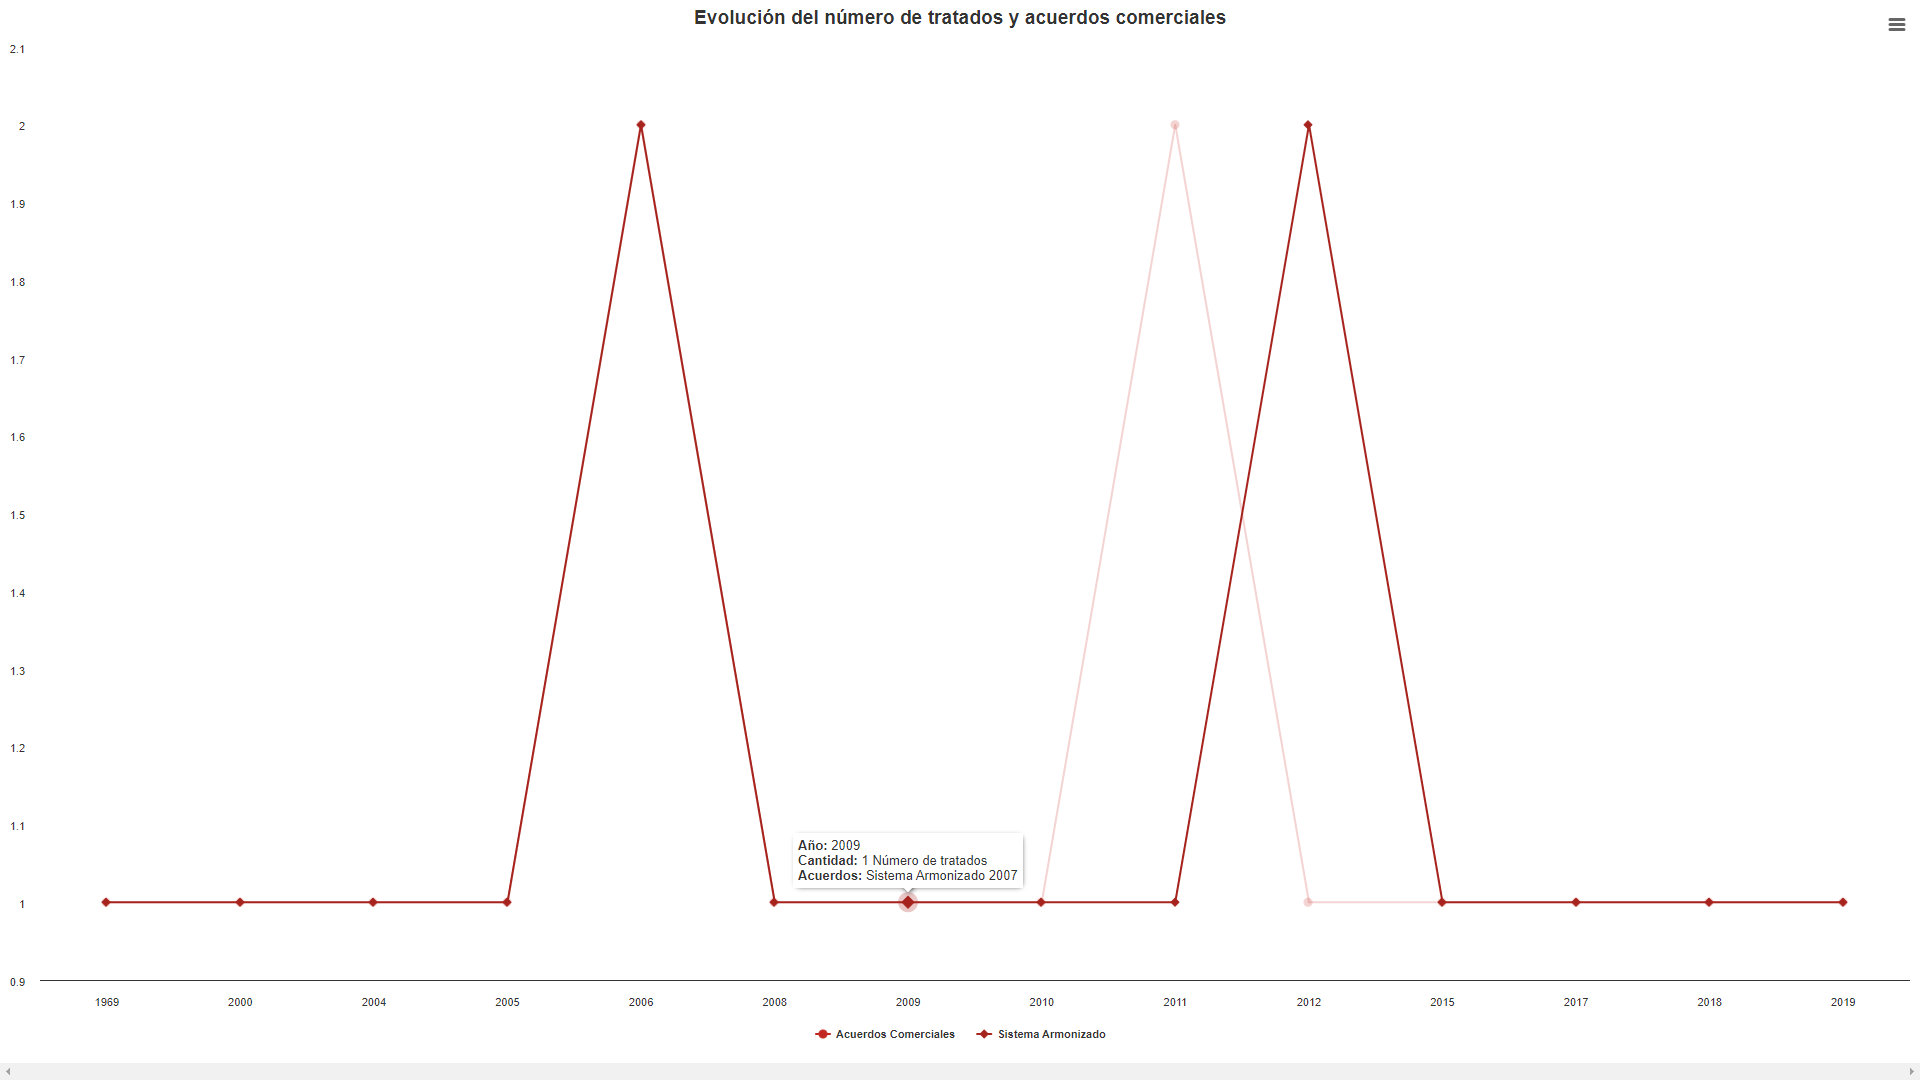 Evolución del número de tratados y acuerdos comerciales
2.1
2
1.9
1.8
1.7
1.6
1.5
1.4
1.3
1.2
1.1
1
0.9
Año: 2009
Cantidad: 1 Número de tratados
Acuerdos: Sistema Armonizado 2007
1969 2000 2004 2005 2006 2008 2009 2010 2011 2012 2015 2017 2018 2019
Acuerdos Comerciales Sistema Armonizado